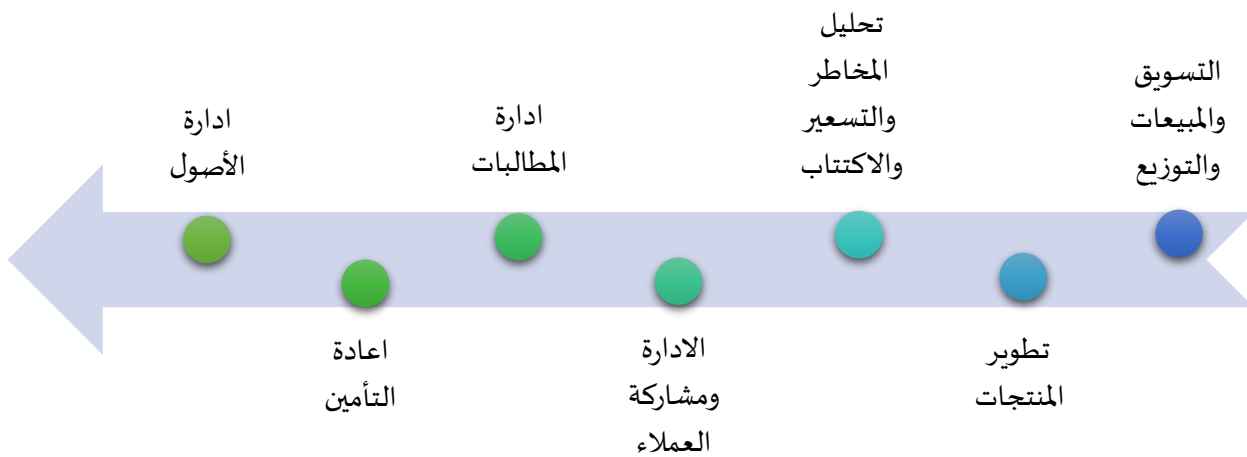 التسويق
والمبيعات
والتوزيع
تطوير
المنتجات
تحليل
المخاطر
والتسعير
والاكتتاب
الادارة
ومشاركة
العملاء
ادارة
المطالبات
اعادة
التأمين
ادارة
الأصول